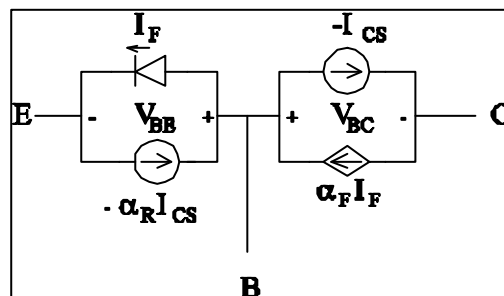 I_F -I_CS
E - V_BE + + V_BC - C
- α_R I_CS α_F I_F
B